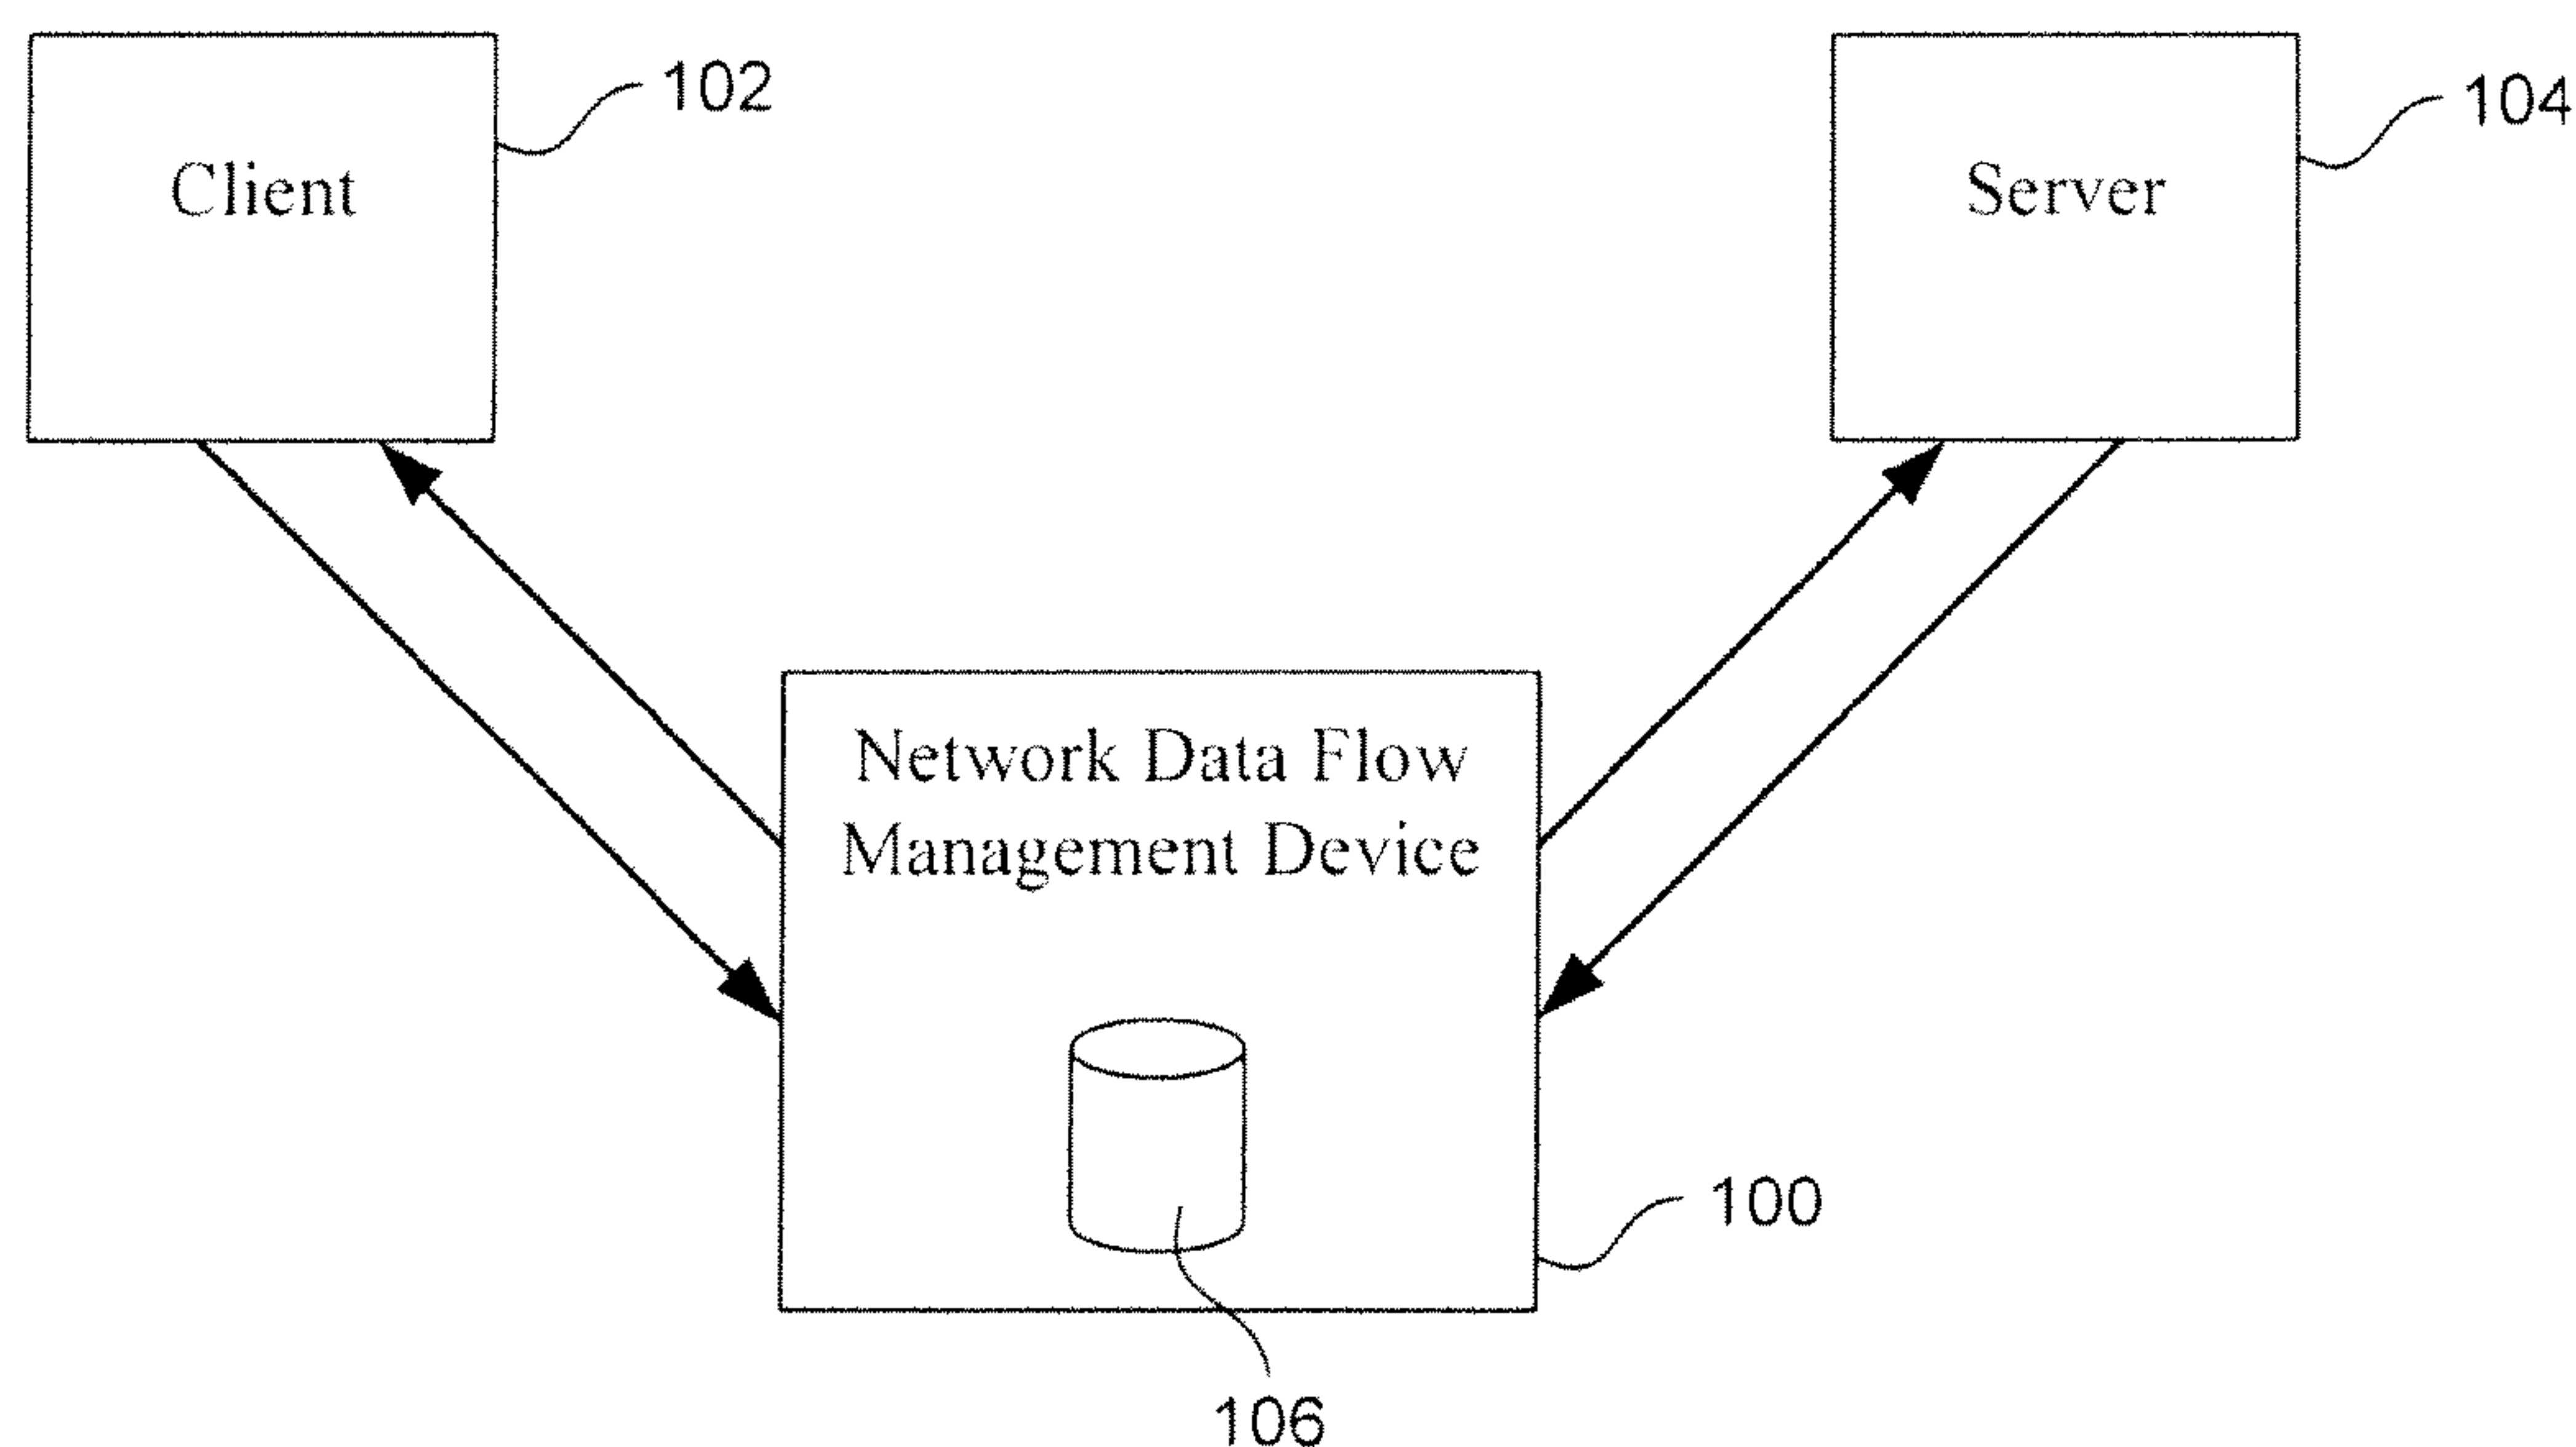 102
104
Client
Server
Network Data Flow
Management Device
100
106